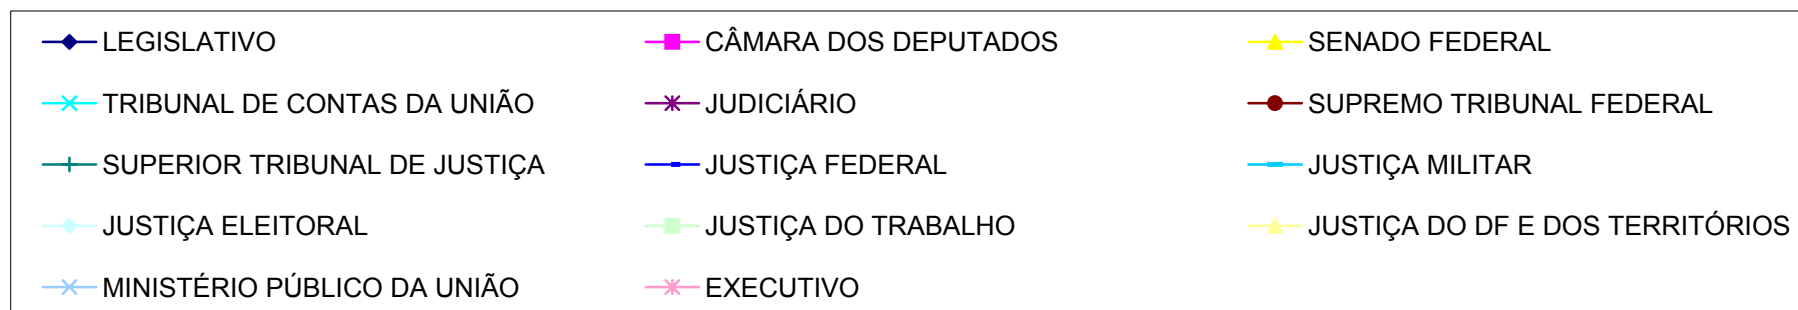 LEGISLATIVO CÂMARA DOS DEPUTADOS SENADO FEDERAL
TRIBUNAL DE CONTAS DA UNIÃO JUDICIÁRIO SUPREMO TRIBUNAL FEDERAL
SUPERIOR TRIBUNAL DE JUSTIÇA JUSTIÇA FEDERAL JUSTIÇA MILITAR
JUSTIÇA ELEITORAL JUSTIÇA DO TRABALHO JUSTIÇA DO DF E DOS TERRITÓRIOS
MINISTÉRIO PÚBLICO DA UNIÃO EXECUTIVO